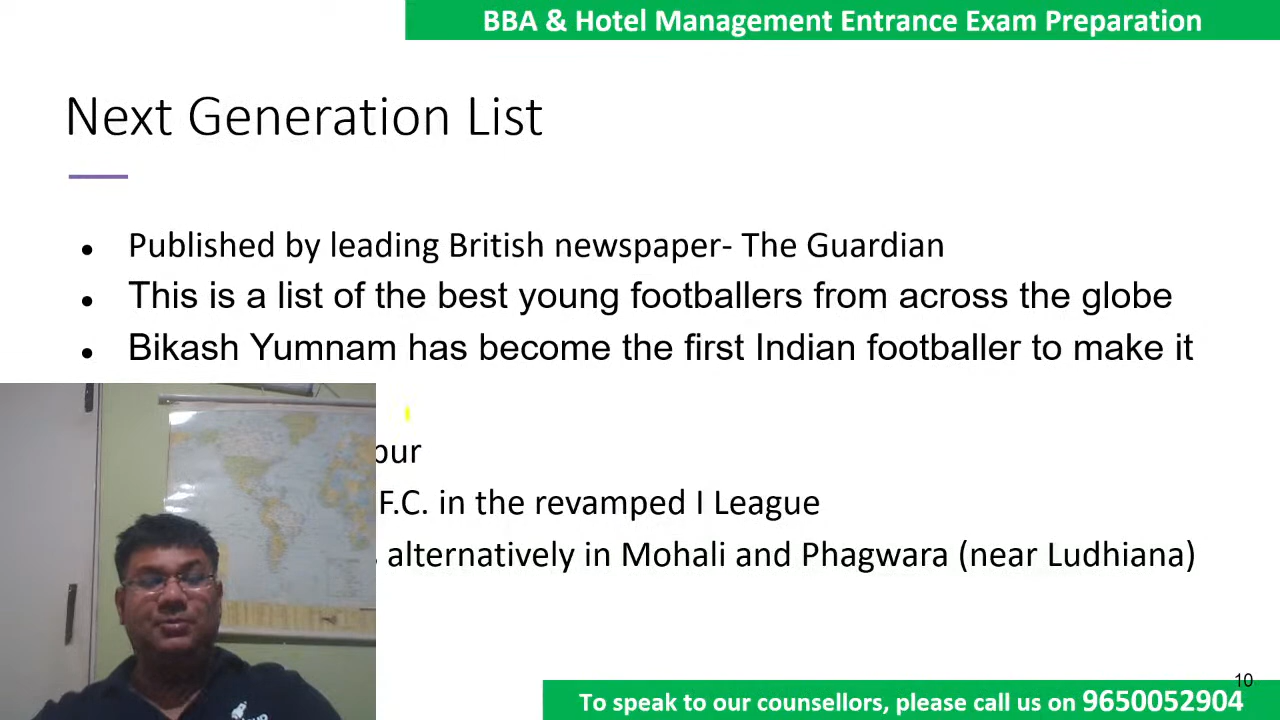 BBA & Hotel Management Entrance Exam Preparation
Next Generation List
● Published by leading British newspaper- The Guardian
● This is a list of the best young footballers from across the globe
● Bikash Yumnam has become the first Indian footballer to make it
F.C. in the revamped I League
alternatively in Mohali and Phagwara (near Ludhiana)
10
To speak to our counsellors, please call us on 9650052904